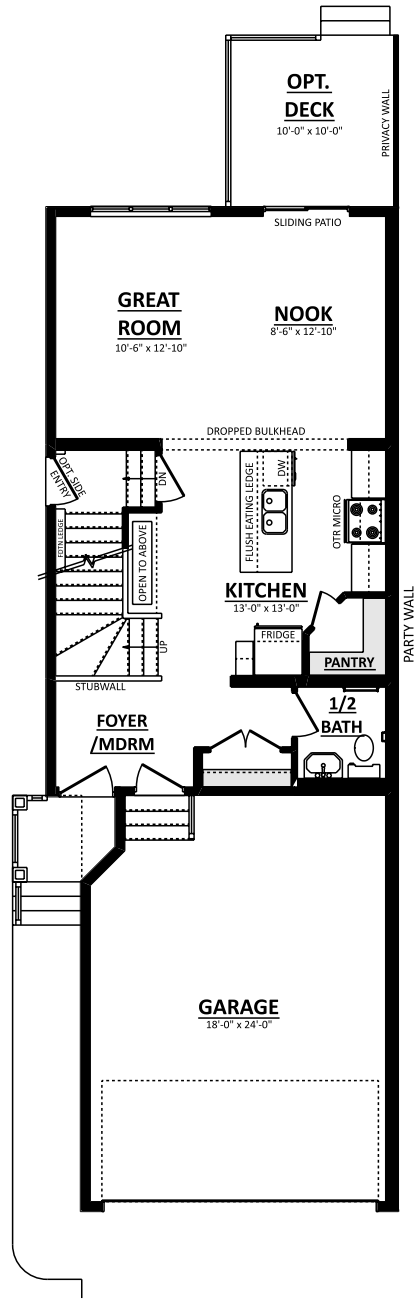 OPT.
DECK
10'-0" x 10'-0"
PRIVACY WALL
SLIDING PATIO
GREAT
ROOM
10'-6" x 12'-10"
NOOK
8'-6" x 12'-10"
DROPPED BULKHEAD
OPT. SIDE
ENTRY
DN
FLUSH EATING LEDGE
DW
OTR MICRO
FDTN LEDGE
OPEN TO ABOVE
KITCHEN
13'-0" x 13'-0"
PARTY WALL
FRIDGE
UP
PANTRY
STUBWALL
FOYER
/MDRM
1/2
BATH
GARAGE
18'-0" x 24'-0"